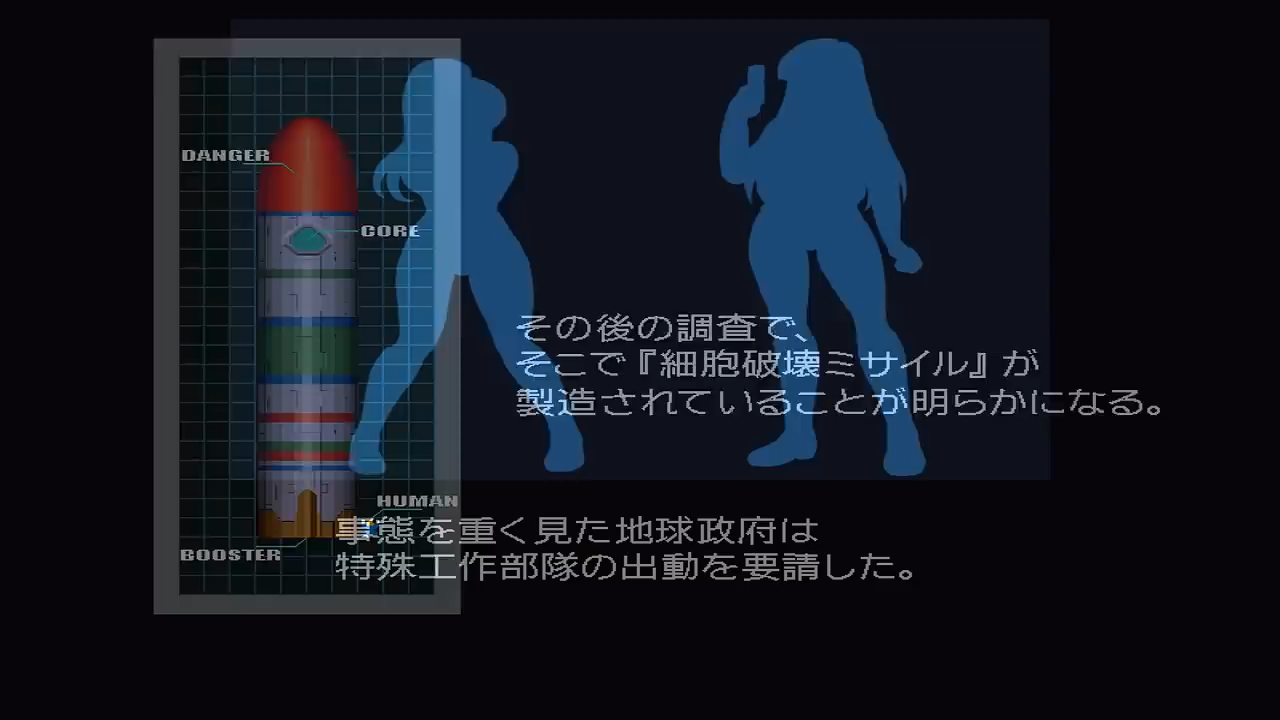 DANGER
CORE
その後の調査で、
そこで『細胞破壊ミサイル』が
製造されていることが明らかになる。
HUMAN
事態を重く見た地球政府は
BOOSTER
特殊工作部隊の出動を要請した。